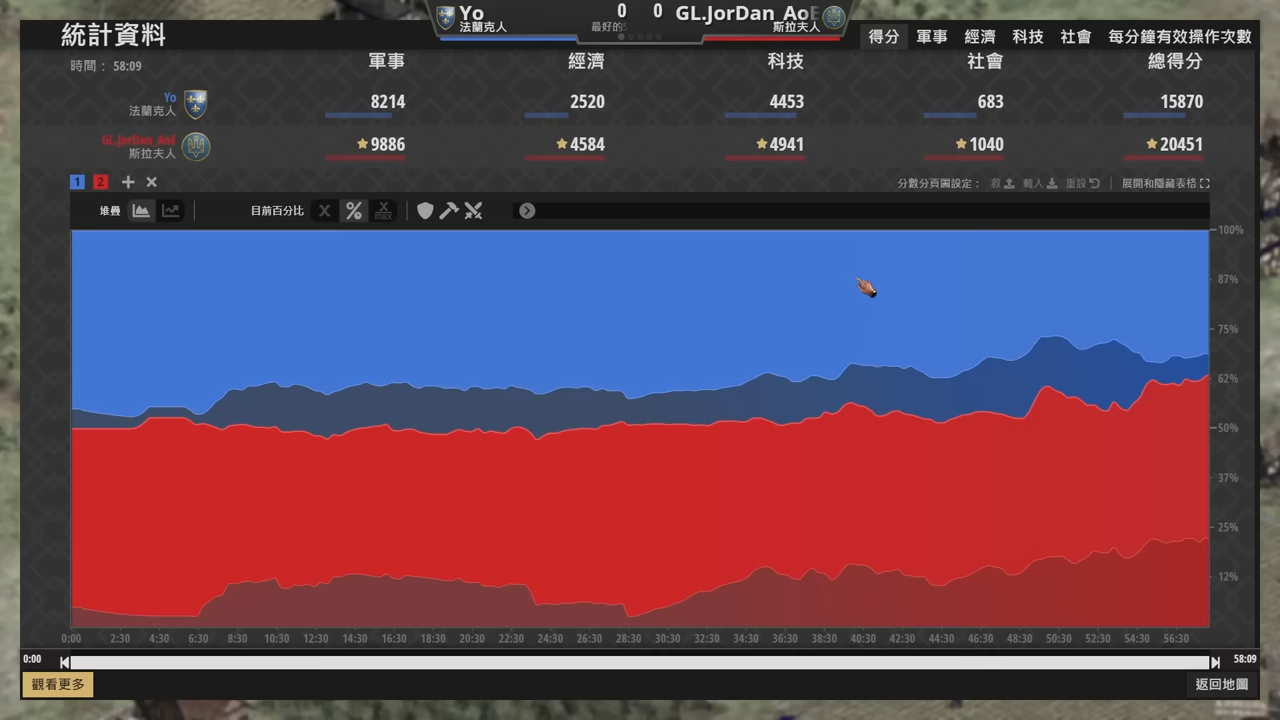 Yo 0 0 GL.JorDan_AoE
法蘭克人 最好的 斯拉夫人
統計資料
得分 軍事 經濟 科技 社會 每分鐘有效操作次數
時間： 58:09 軍事 經濟 科技 社會 總得分
Yo
法蘭克人 8214 2520 4453 683 15870
GL.JorDan_AoE
斯拉夫人 9886 4584 4941 1040 20451
1 2 分數分頁圖設定： 載入 重設 展開和隱藏表格
堆疊 目前百分比 X % X max
100%
87%
75%
62%
50%
37%
25%
12%
0:00 2:30 4:30 6:30 8:30 10:30 12:30 14:30 16:30 18:30 20:30 22:30 24:30 26:30 28:30 30:30 32:30 34:30 36:30 38:30 40:30 42:30 44:30 46:30 48:30 50:30 52:30 54:30 56:30
0:00 58:09
觀看更多 返回地圖